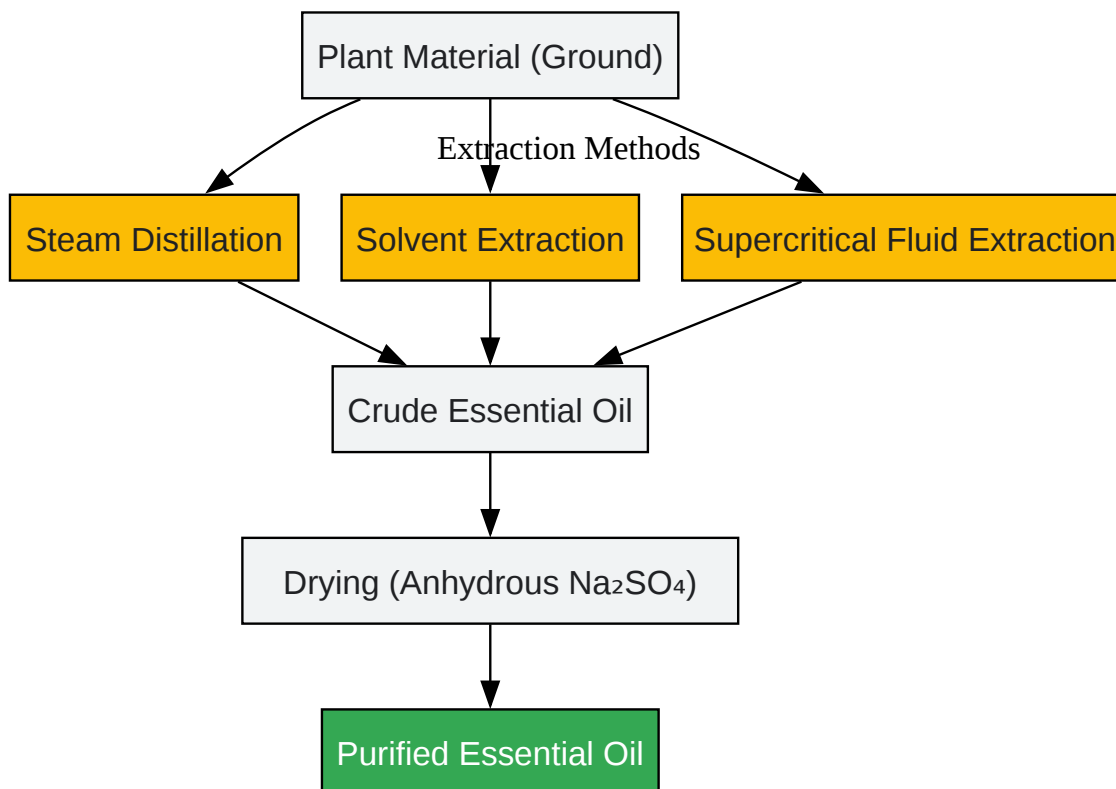 Plant Material (Ground)
Extraction Methods
Steam Distillation
Solvent Extraction
Supercritical Fluid Extraction
Crude Essential Oil
Drying (Anhydrous Na₂SO₄)
Purified Essential Oil